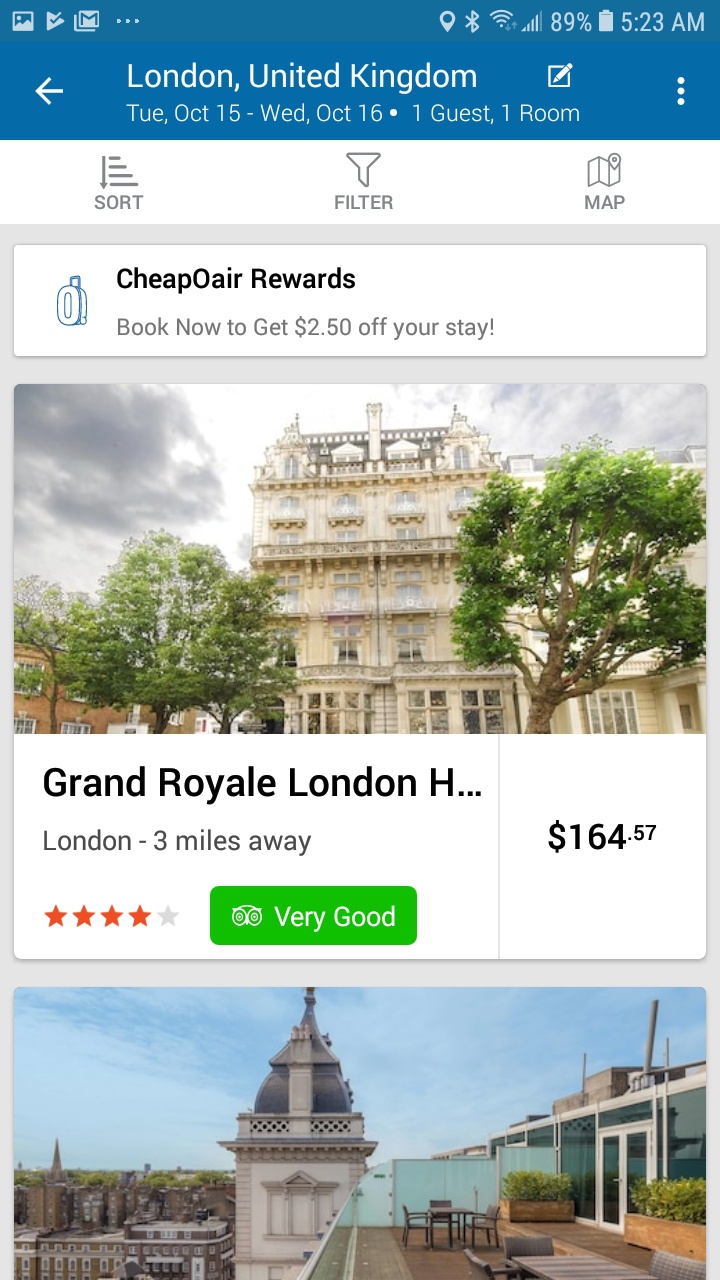 89% 5:23 AM
London, United Kingdom
Tue, Oct 15 - Wed, Oct 16 • 1 Guest, 1 Room
SORT
FILTER
MAP
CheapOair Rewards
Book Now to Get $2.50 off your stay!
Grand Royale London H...
London - 3 miles away
$164.57
Very Good